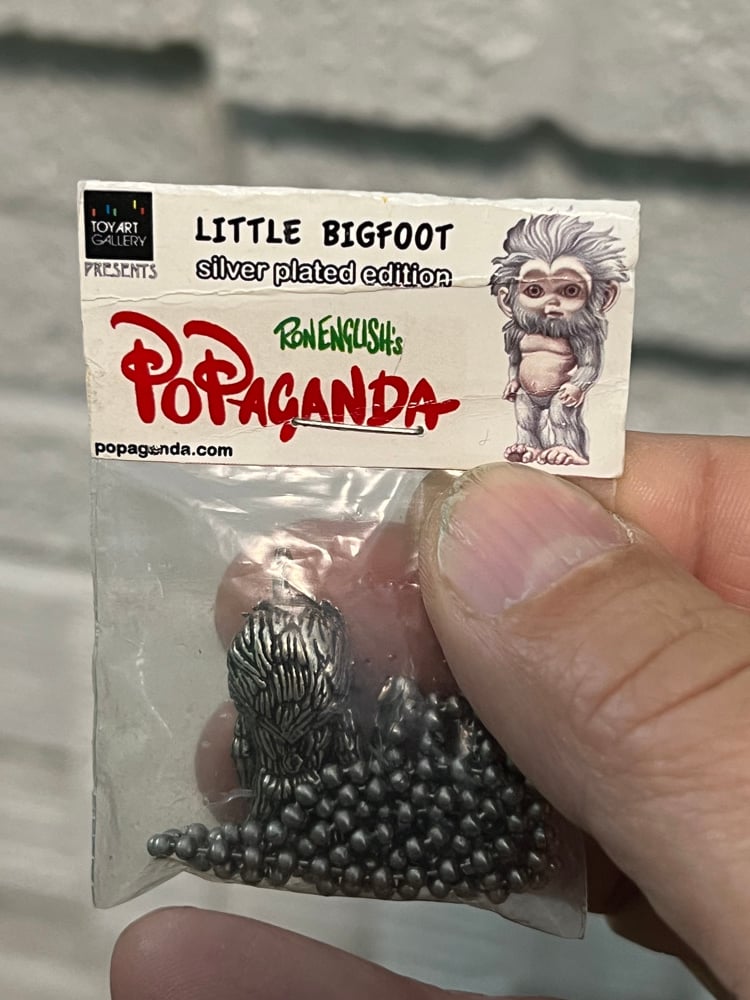 TOYART
GALLERY
PRESENTS
LITTLE BIGFOOT
silver plated edition
RON ENGLISH's
POPAGANDA
popaganda.com